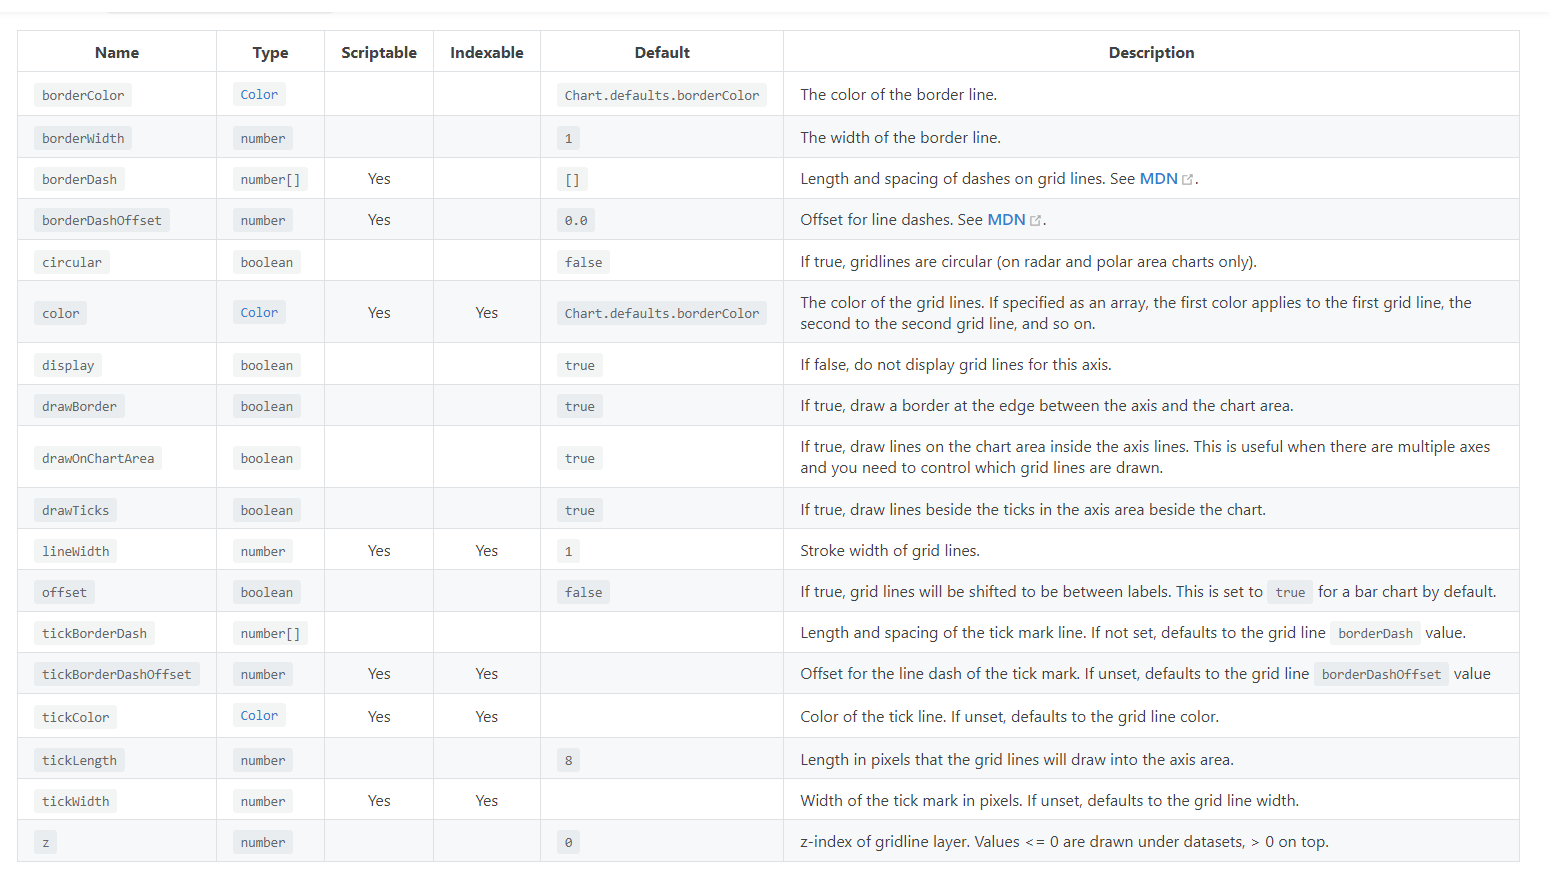 Name Type Scriptable Indexable Default Description
borderColor Color Chart.defaults.borderColor The color of the border line.
borderWidth number 1 The width of the border line.
borderDash number[] Yes [] Length and spacing of dashes on grid lines. See MDN.
borderDashOffset number Yes 0.0 Offset for line dashes. See MDN.
circular boolean false If true, gridlines are circular (on radar and polar area charts only).
color Color Yes Yes Chart.defaults.borderColor The color of the grid lines. If specified as an array, the first color applies to the first grid line, the
second to the second grid line, and so on.
display boolean true If false, do not display grid lines for this axis.
drawBorder boolean true If true, draw a border at the edge between the axis and the chart area.
drawOnChartArea boolean true If true, draw lines on the chart area inside the axis lines. This is useful when there are multiple axes
and you need to control which grid lines are drawn.
drawTicks boolean true If true, draw lines beside the ticks in the axis area beside the chart.
lineWidth number Yes Yes 1 Stroke width of grid lines.
offset boolean false If true, grid lines will be shifted to be between labels. This is set to true for a bar chart by default.
tickBorderDash number[] Length and spacing of the tick mark line. If not set, defaults to the grid line borderDash value.
tickBorderDashOffset number Yes Yes Offset for the line dash of the tick mark. If unset, defaults to the grid line borderDashOffset value
tickColor Color Yes Yes Color of the tick line. If unset, defaults to the grid line color.
tickLength number 8 Length in pixels that the grid lines will draw into the axis area.
tickWidth number Yes Yes Width of the tick mark in pixels. If unset, defaults to the grid line width.
z number 0 z-index of gridline layer. Values <= 0 are drawn under datasets, > 0 on top.